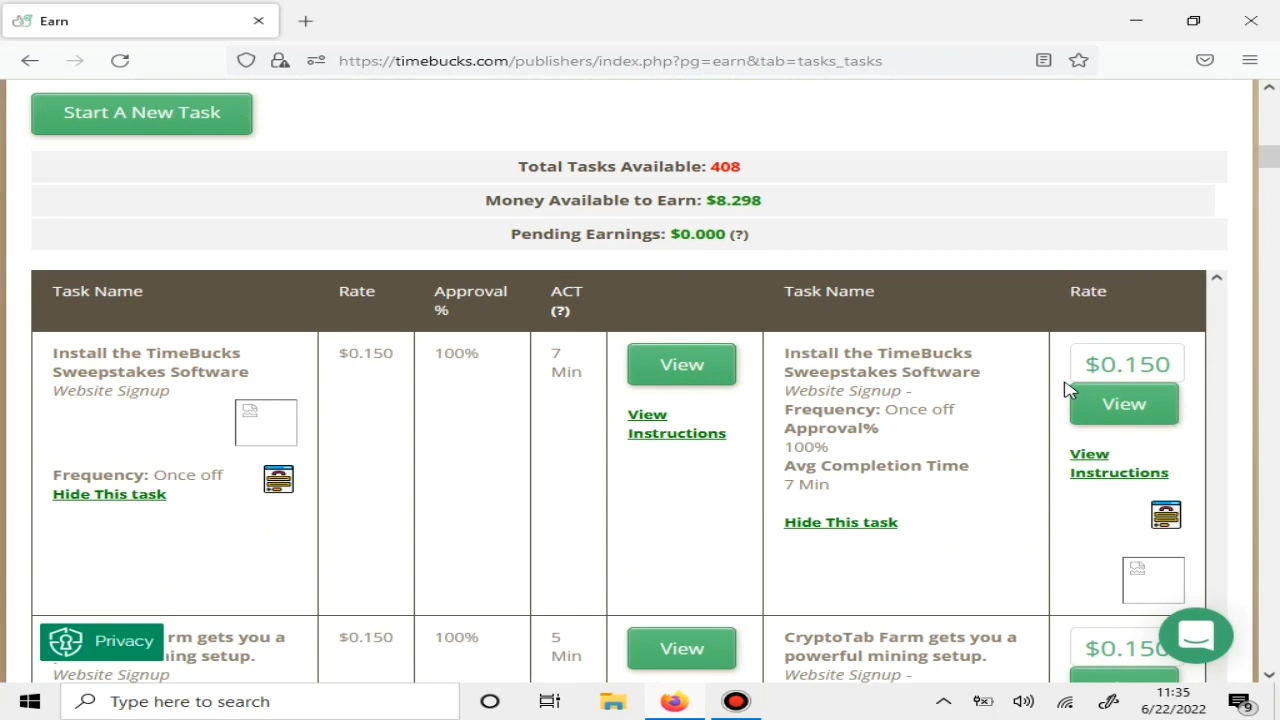 Earn
https://timebucks.com/publishers/index.php?pg=earn&tab=tasks_tasks
Start A New Task
Total Tasks Available: 408
Money Available to Earn: $8.298
Pending Earnings: $0.000 (?)
Task Name
Rate
Approval
%
ACT
(?)
Task Name
Rate
Install the TimeBucks
Sweepstakes Software
Website Signup
Frequency: Once off
Hide This task
$0.150
100%
7
Min
View
View
Instructions
Install the TimeBucks
Sweepstakes Software
Website Signup -
Frequency: Once off
Approval%
100%
Avg Completion Time
7 Min
Hide This task
$0.150
View
View
Instructions
Privacy
rm gets you a
ing setup.
Website Signup
$0.150
100%
5
Min
View
CryptoTab Farm gets you a
powerful mining setup.
Website Signup -
$0.150
Type here to search
11:35
6/22/2022
9